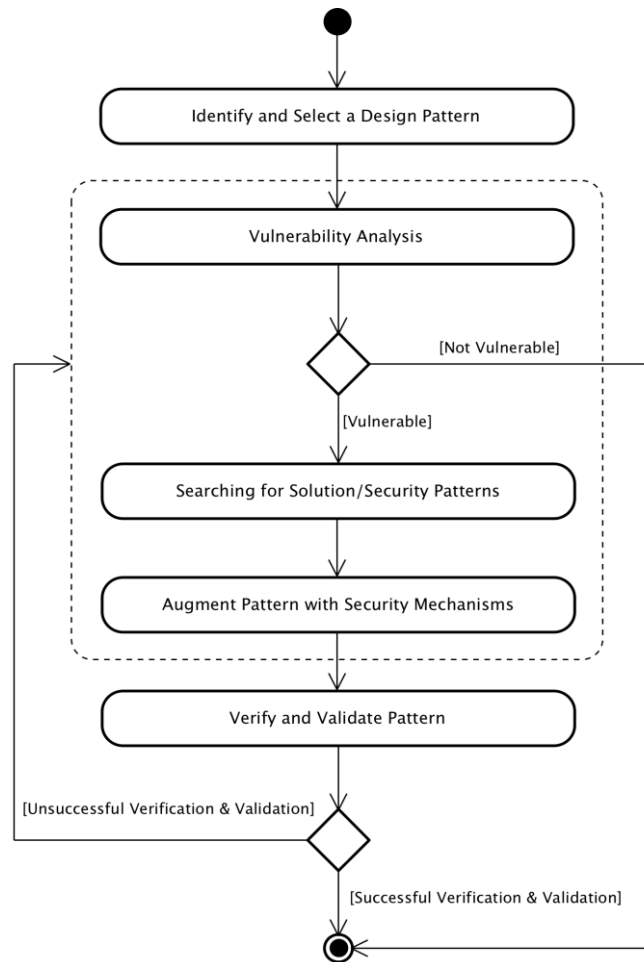 Identify and Select a Design Pattern
Vulnerability Analysis
[Not Vulnerable]
[Vulnerable]
Searching for Solution/Security Patterns
Augment Pattern with Security Mechanisms
Verify and Validate Pattern
[Unsuccessful Verification & Validation]
[Successful Verification & Validation]